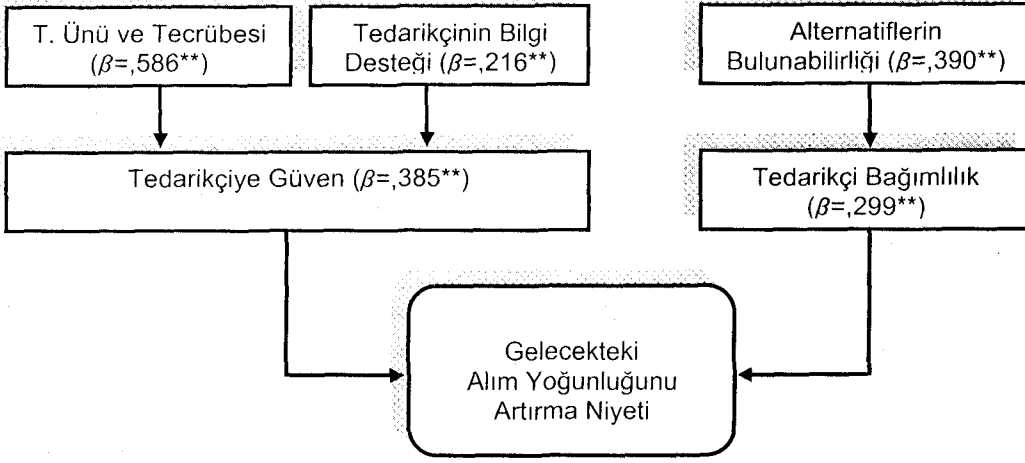 T. Ünü ve Tecrübesi
(β=,586**)
Tedarikçinin Bilgi
Desteği (β=,216**)
Alternatiflerin
Bulunabilirliği (β=,390**)
Tedarikçiye Güven (β=,385**)
Tedarikçi Bağımlılık
(β=,299**)
Gelecekteki
Alım Yoğunluğunu
Artırma Niyeti